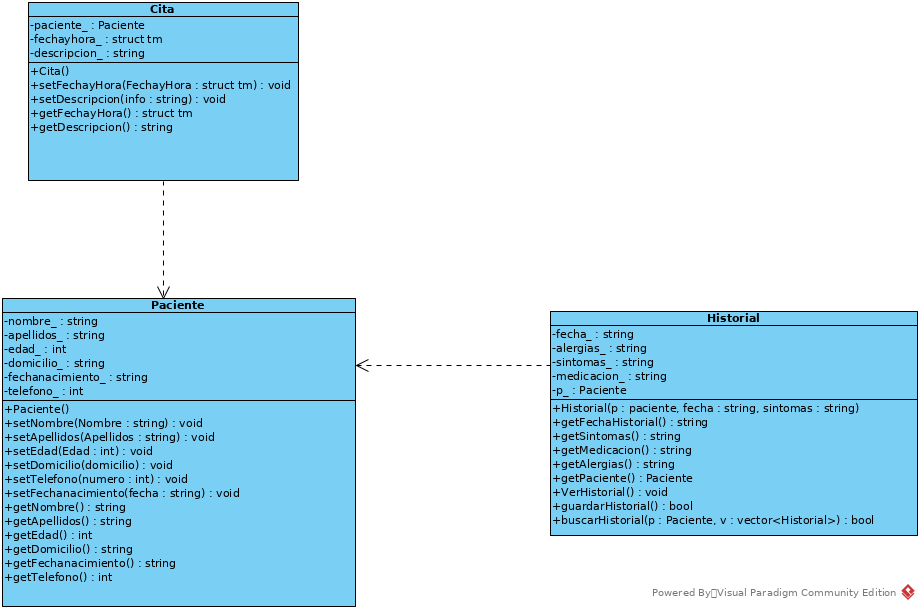 Cita
-paciente_ : Paciente
-fechayhora_ : struct tm
-descripcion_ : string
+Cita()
+setFechayHora(FechayHora : struct tm) : void
+setDescripcion(info : string) : void
+getFechayHora() : struct tm
+getDescripcion() : string
Paciente
-nombre_ : string
-apellidos_ : string
-edad_ : int
-domicilio_ : string
-fechanacimiento_ : string
-telefono_ : int
+Paciente()
+setNombre(Nombre : string) : void
+setApellidos(Apellidos : string) : void
+setEdad(Edad : int) : void
+setDomicilio(domicilio) : void
+setTelefono(numero : int) : void
+setFechanacimiento(fecha : string) : void
+getNombre() : string
+getApellidos() : string
+getEdad() : int
+getDomicilio() : string
+getFechanacimiento() : string
+getTelefono() : int
Historial
-fecha_ : string
-alergias_ : string
-sintomas_ : string
-medicacion_ : string
-p_ : Paciente
+Historial(p : paciente, fecha : string, sintomas : string)
+getFechaHistorial() : string
+getSintomas() : string
+getMedicacion() : string
+getAlergias() : string
+getPaciente() : Paciente
+VerHistorial() : void
+guardarHistorial() : bool
+buscarHistorial(p : Paciente, v : vector<Historial>) : bool
Powered By Visual Paradigm Community Edition